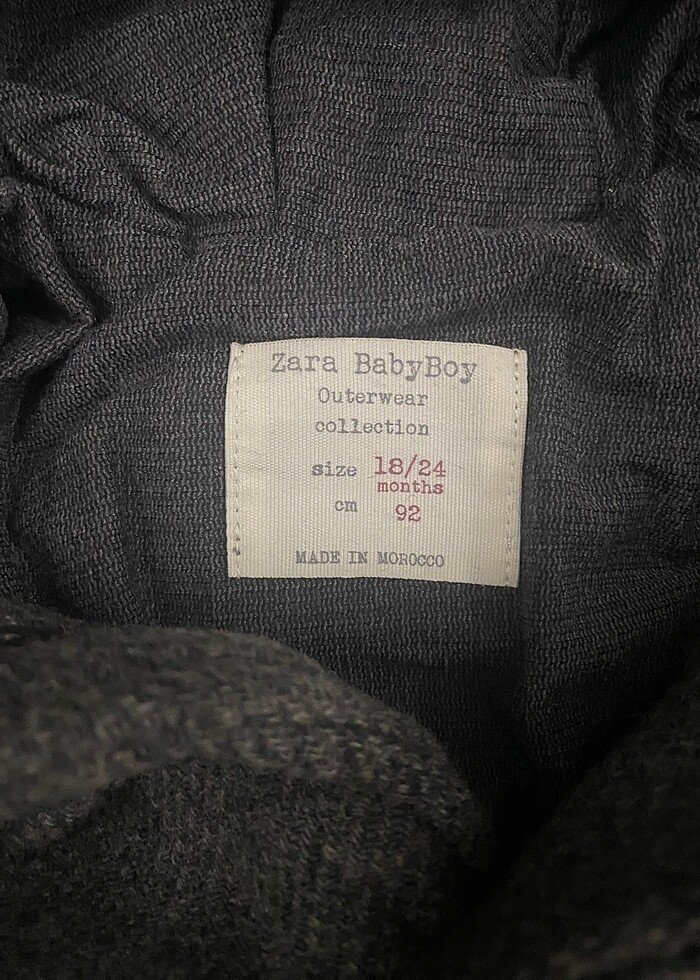 Zara BabyBoy
Outerwear
collection
size 18/24
months
cm 92
MADE IN MOROCCO